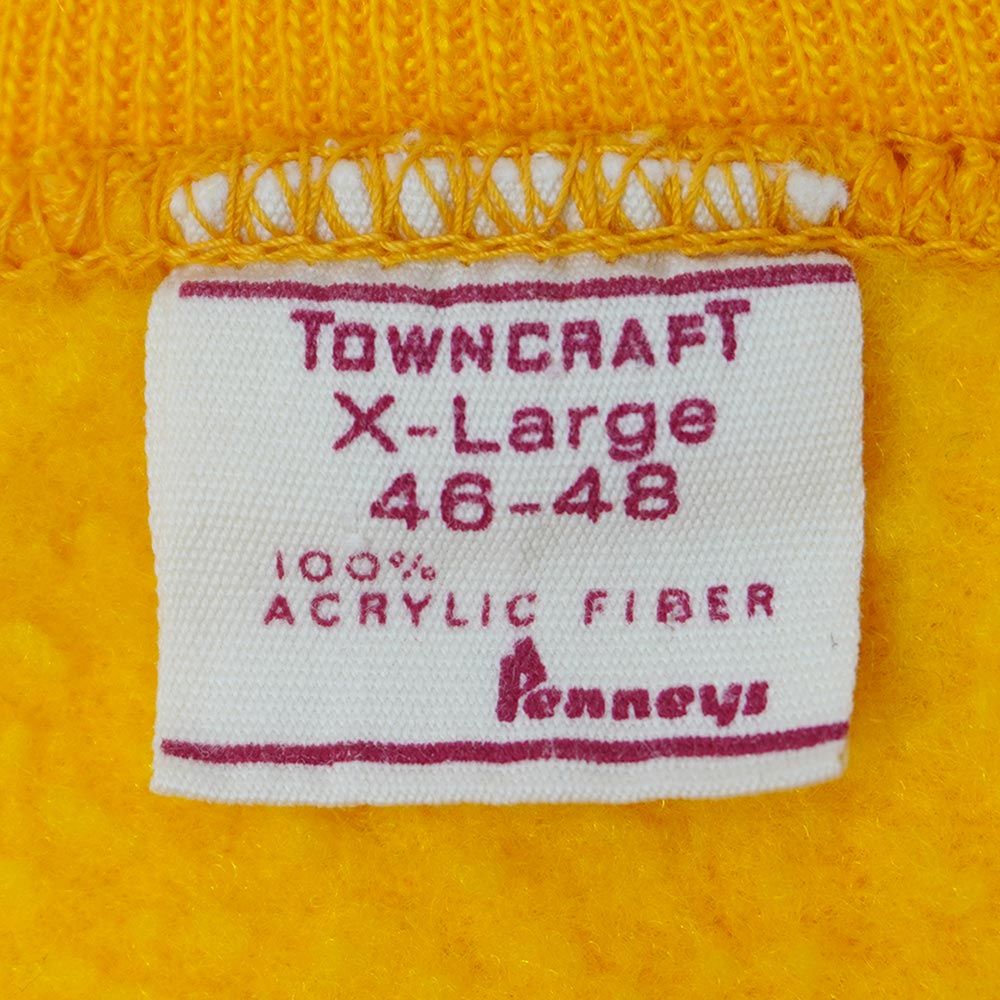 TOWNCRAFT
X-Large
46-48
100%
ACRYLIC FIBER
Penneys